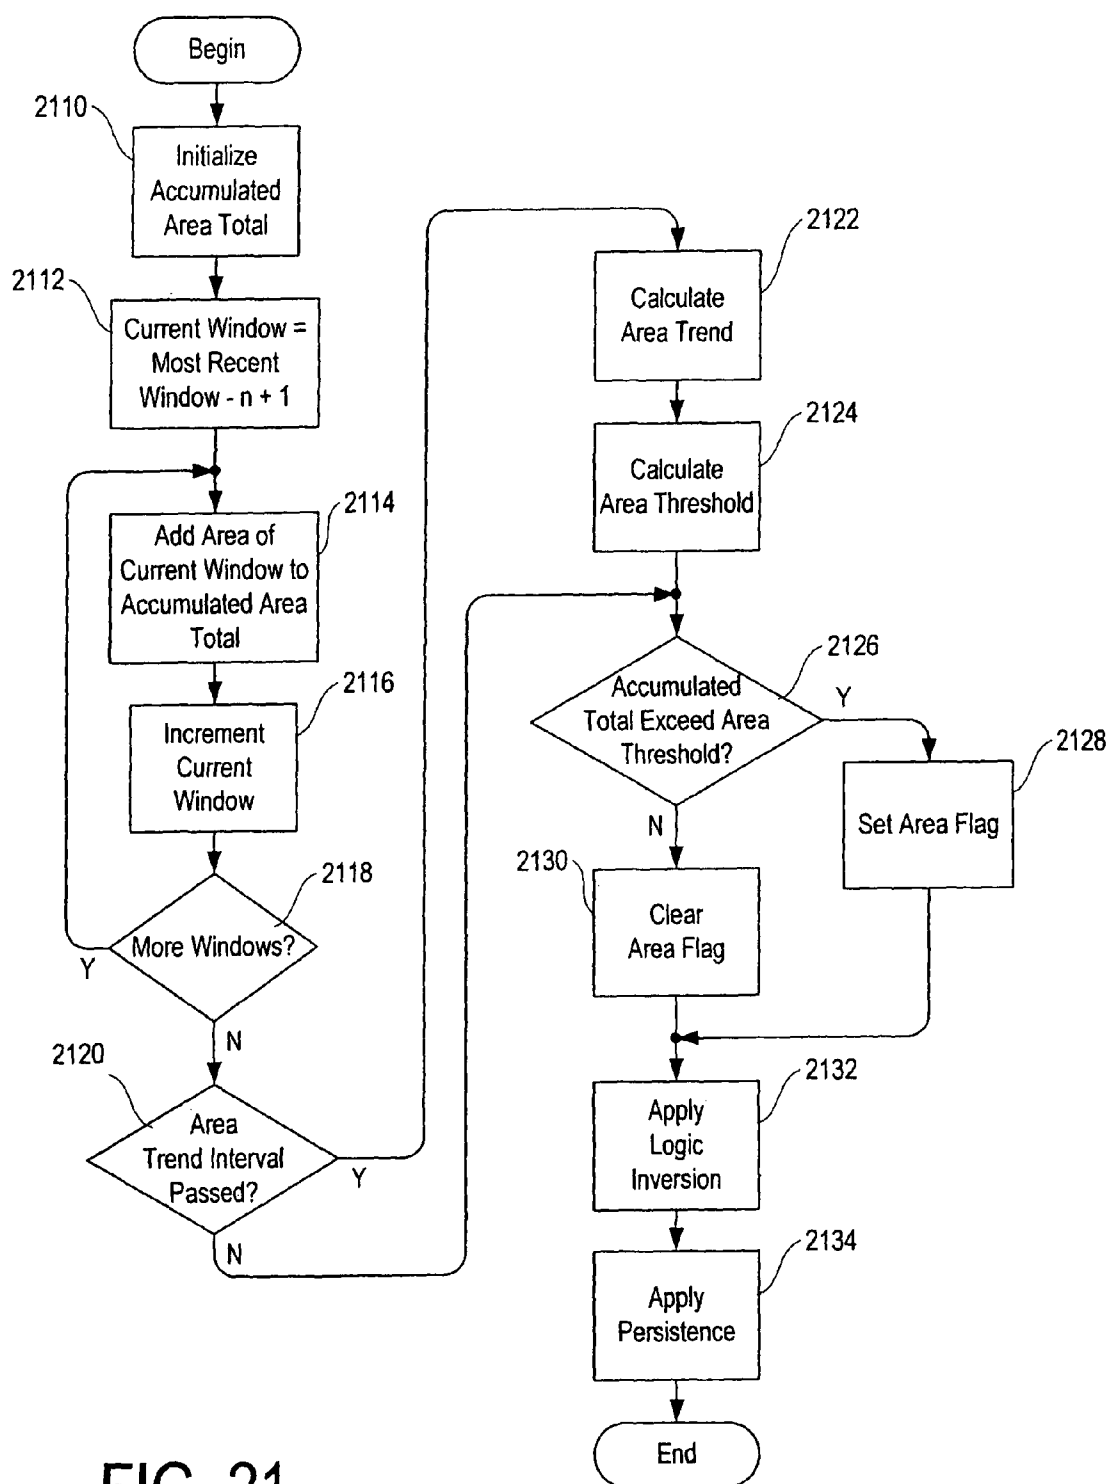 Begin
2110
Initialize
Accumulated
Area Total
2112
Current Window =
Most Recent
Window - n + 1
2114
Add Area of
Current Window to
Accumulated Area
Total
2116
Increment
Current
Window
2118
More Windows?
Y
N
2120
Area
Trend Interval
Passed?
Y
N
2122
Calculate
Area Trend
2124
Calculate
Area Threshold
2126
Accumulated
Total Exceed Area
Threshold?
Y
N
2128
Set Area Flag
2130
Clear
Area Flag
2132
Apply
Logic
Inversion
2134
Apply
Persistence
End
FIG. 21